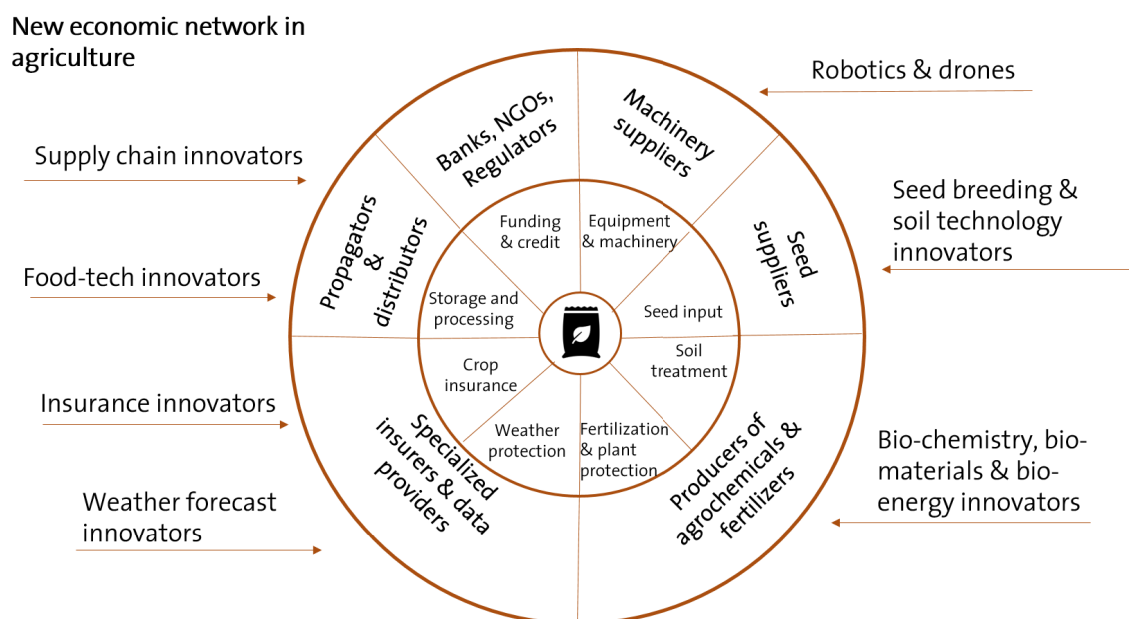 New economic network in
agriculture
Robotics & drones
Supply chain innovators
Seed breeding &
soil technology
innovators
Food-tech innovators
Insurance innovators
Bio-chemistry, bio-
materials & bio-
energy innovators
Weather forecast
innovators
Banks, NGOs,
Regulators
Machinery
suppliers
Seed
suppliers
Producers of
agrochemicals &
fertilizers
Specialized
insurers & data
providers
Propagators
&
distributors
Funding
& credit
Equipment
& machinery
Seed input
Soil
treatment
Fertilization
& plant
protection
Weather
protection
Crop
insurance
Storage and
processing